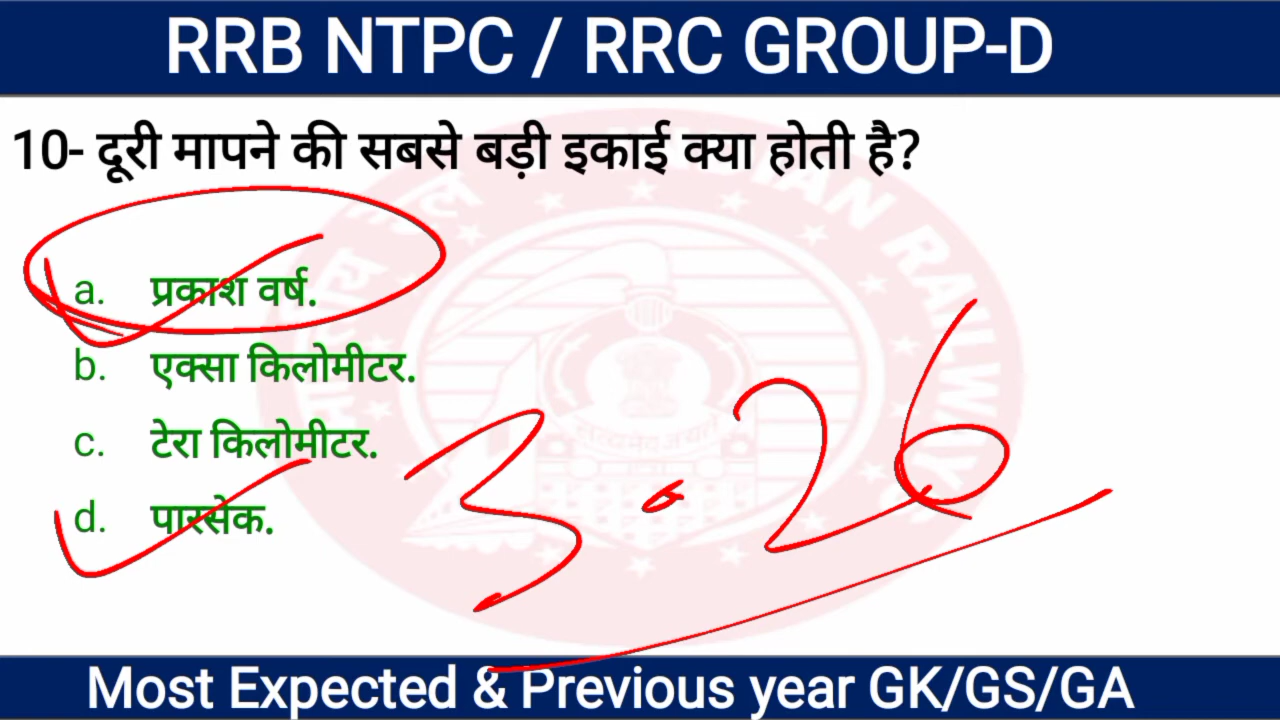 RRB NTPC / RRC GROUP-D
10- दूरी मापने की सबसे बड़ी इकाई क्या होती है?
a. प्रकाश वर्ष.
b. एक्सा किलोमीटर.
c. टेरा किलोमीटर.
d. पारसेक.
3.26
Most Expected & Previous year GK/GS/GA